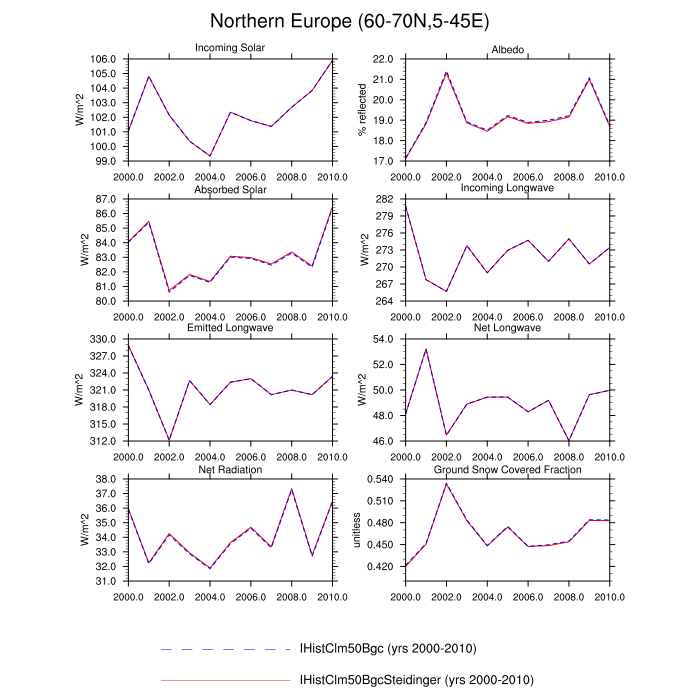 Northern Europe (60-70N,5-45E)
Incoming Solar
W/m^2
106.0
105.0
104.0
103.0
102.0
101.0
100.0
99.0
2000.0 2002.0 2004.0 2006.0 2008.0 2010.0
Albedo
% reflected
22.0
21.0
20.0
19.0
18.0
17.0
2000.0 2002.0 2004.0 2006.0 2008.0 2010.0
Absorbed Solar
W/m^2
87.0
86.0
85.0
84.0
83.0
82.0
81.0
80.0
2000.0 2002.0 2004.0 2006.0 2008.0 2010.0
Incoming Longwave
W/m^2
282
279
276
273
270
267
264
2000.0 2002.0 2004.0 2006.0 2008.0 2010.0
Emitted Longwave
W/m^2
330.0
327.0
324.0
321.0
318.0
315.0
312.0
2000.0 2002.0 2004.0 2006.0 2008.0 2010.0
Net Longwave
W/m^2
54.0
52.0
50.0
48.0
46.0
2000.0 2002.0 2004.0 2006.0 2008.0 2010.0
Net Radiation
W/m^2
38.0
37.0
36.0
35.0
34.0
33.0
32.0
31.0
2000.0 2002.0 2004.0 2006.0 2008.0 2010.0
Ground Snow Covered Fraction
unitless
0.540
0.510
0.480
0.450
0.420
2000.0 2002.0 2004.0 2006.0 2008.0 2010.0
IHistClm50Bgc (yrs 2000-2010)
IHistClm50BgcSteidinger (yrs 2000-2010)